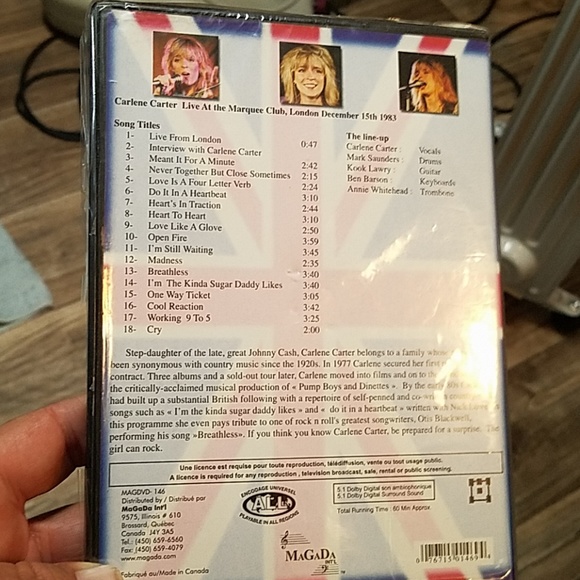 Carlene Carter Live At the Marquee Club, London December 15th 1983
Song Titles
1- Live From London 0:47
2- Interview with Carlene Carter
3- Meant It For A Minute 2:42
4- Never Together But Close Sometimes 2:15
5- Love Is A Four Letter Verb 2:24
6- Do It In A Heartbeat 3:10
7- Heart's In Traction 2:44
8- Heart To Heart 3:10
9- Love Like A Glove 2:50
10- Open Fire 3:59
11- I'm Still Waiting 3:45
12- Madness 2:35
13- Breathless 3:40
14- I'm The Kinda Sugar Daddy Likes 3:40
15- One Way Ticket 3:05
16- Cool Reaction 3:42
17- Working 9 To 5 3:25
18- Cry 2:00
The line-up
Carlene Carter : Vocals
Mark Saunders : Drums
Kook Lawry : Guitar
Ben Barson : Keyboards
Annie Whitehead : Trombone
Step-daughter of the late, great Johnny Cash, Carlene Carter belongs to a family
been synonymous with country music since the 1920s. In 1977 Carlene secured her first
contract. Three albums and a sold-out tour later, Carlene moved into films and on to the
the critically-acclaimed musical production of « Pump Boys and Dinettes ». By the early
had built up a substantial British following with a repertoire of self-penned and
songs such as « I'm the kinda sugar daddy likes » and « do it in a heartbeat » written with
this programme she even pays tribute to one of rock n roll's greatest songwriters, Otis Blackwell,
performing his song »Breathless». If you think you know Carlene Carter, be prepared for a surprise. The
girl can rock.
Une licence est requise pour toute reproduction, télédiffusion, vente ou tout usage public.
A licence is required for any reproduction , television broadcast, sale, rental or public screening.
MAGDVD- 146
Distributed by / Distribué par
MaGaDa Int'l
9575, Illinois # 610
Brossard, Québec
Canada J4Y 3A5
Tel.: (450) 659-6560
Fax:(450) 659-4079
www.magada.com
Fabriqué au/Made in Canada
ENCODAGE UNIVERSEL
ALL
PLAYABLE IN ALL REGIONS
MAGADA
INT'L
5.1 Dolby Digital son ambiophonique
5.1 Dolby Digital Surround Sound
Total Running Time : 60 Min Approx
0 76715 01469 4